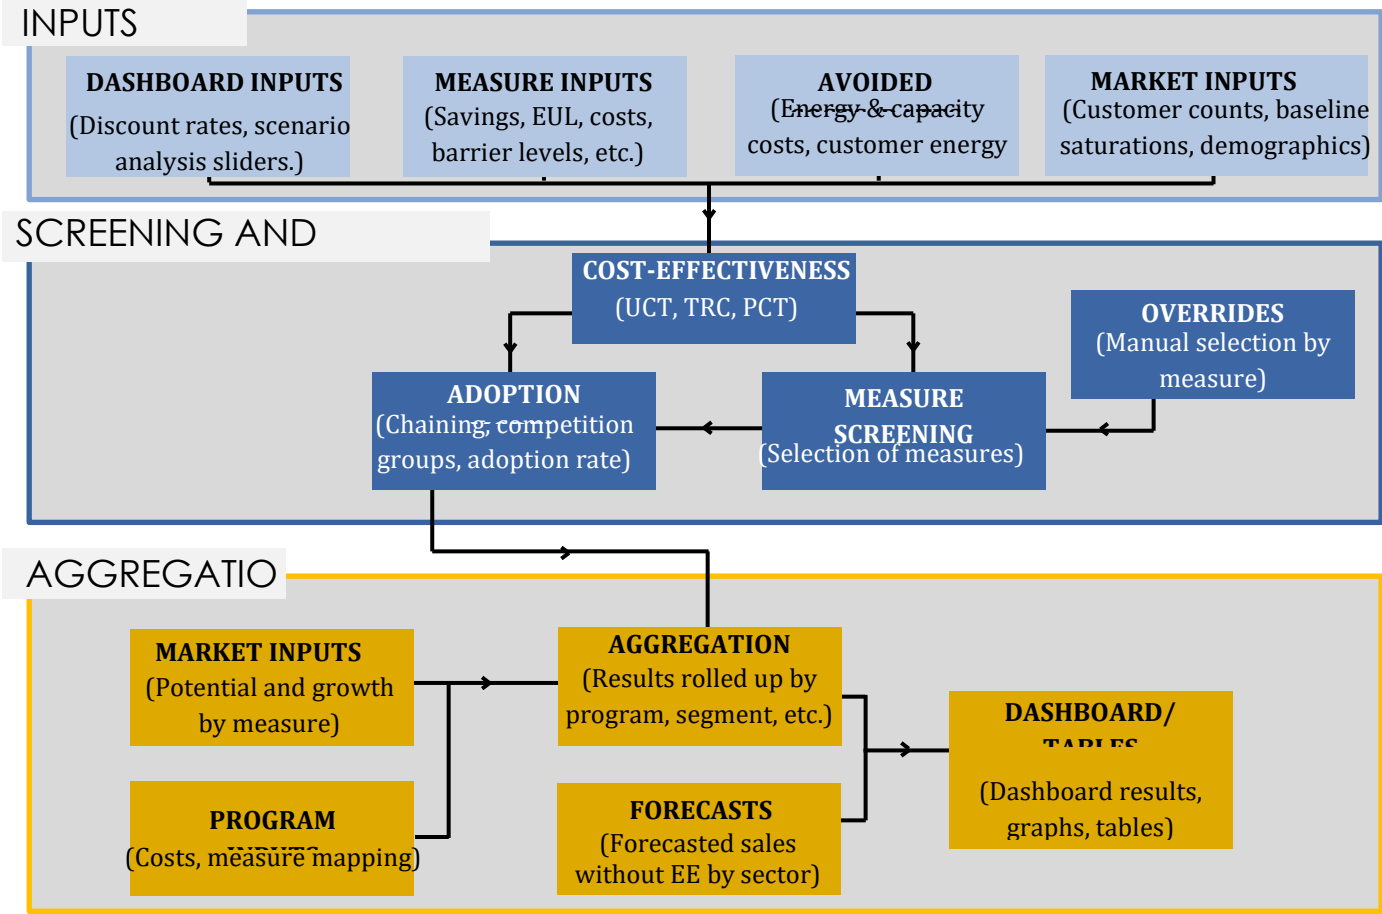 INPUTS
DASHBOARD INPUTS
(Discount rates, scenario
analysis sliders.)
MEASURE INPUTS
(Savings, EUL, costs,
barrier levels, etc.)
AVOIDED
(Energy & capacity
costs, customer energy
MARKET INPUTS
(Customer counts, baseline
saturations, demographics)
SCREENING AND
COST-EFFECTIVENESS
(UCT, TRC, PCT)
OVERRIDES
(Manual selection by
measure)
ADOPTION
(Chaining, competition
groups, adoption rate)
MEASURE
SCREENING
(Selection of measures)
AGGREGATIO
MARKET INPUTS
(Potential and growth
by measure)
AGGREGATION
(Results rolled up by
program, segment, etc.)
DASHBOARD/
TABLES
(Dashboard results,
graphs, tables)
PROGRAM
INPUTS
(Costs, measure mapping)
FORECASTS
(Forecasted sales
without EE by sector)